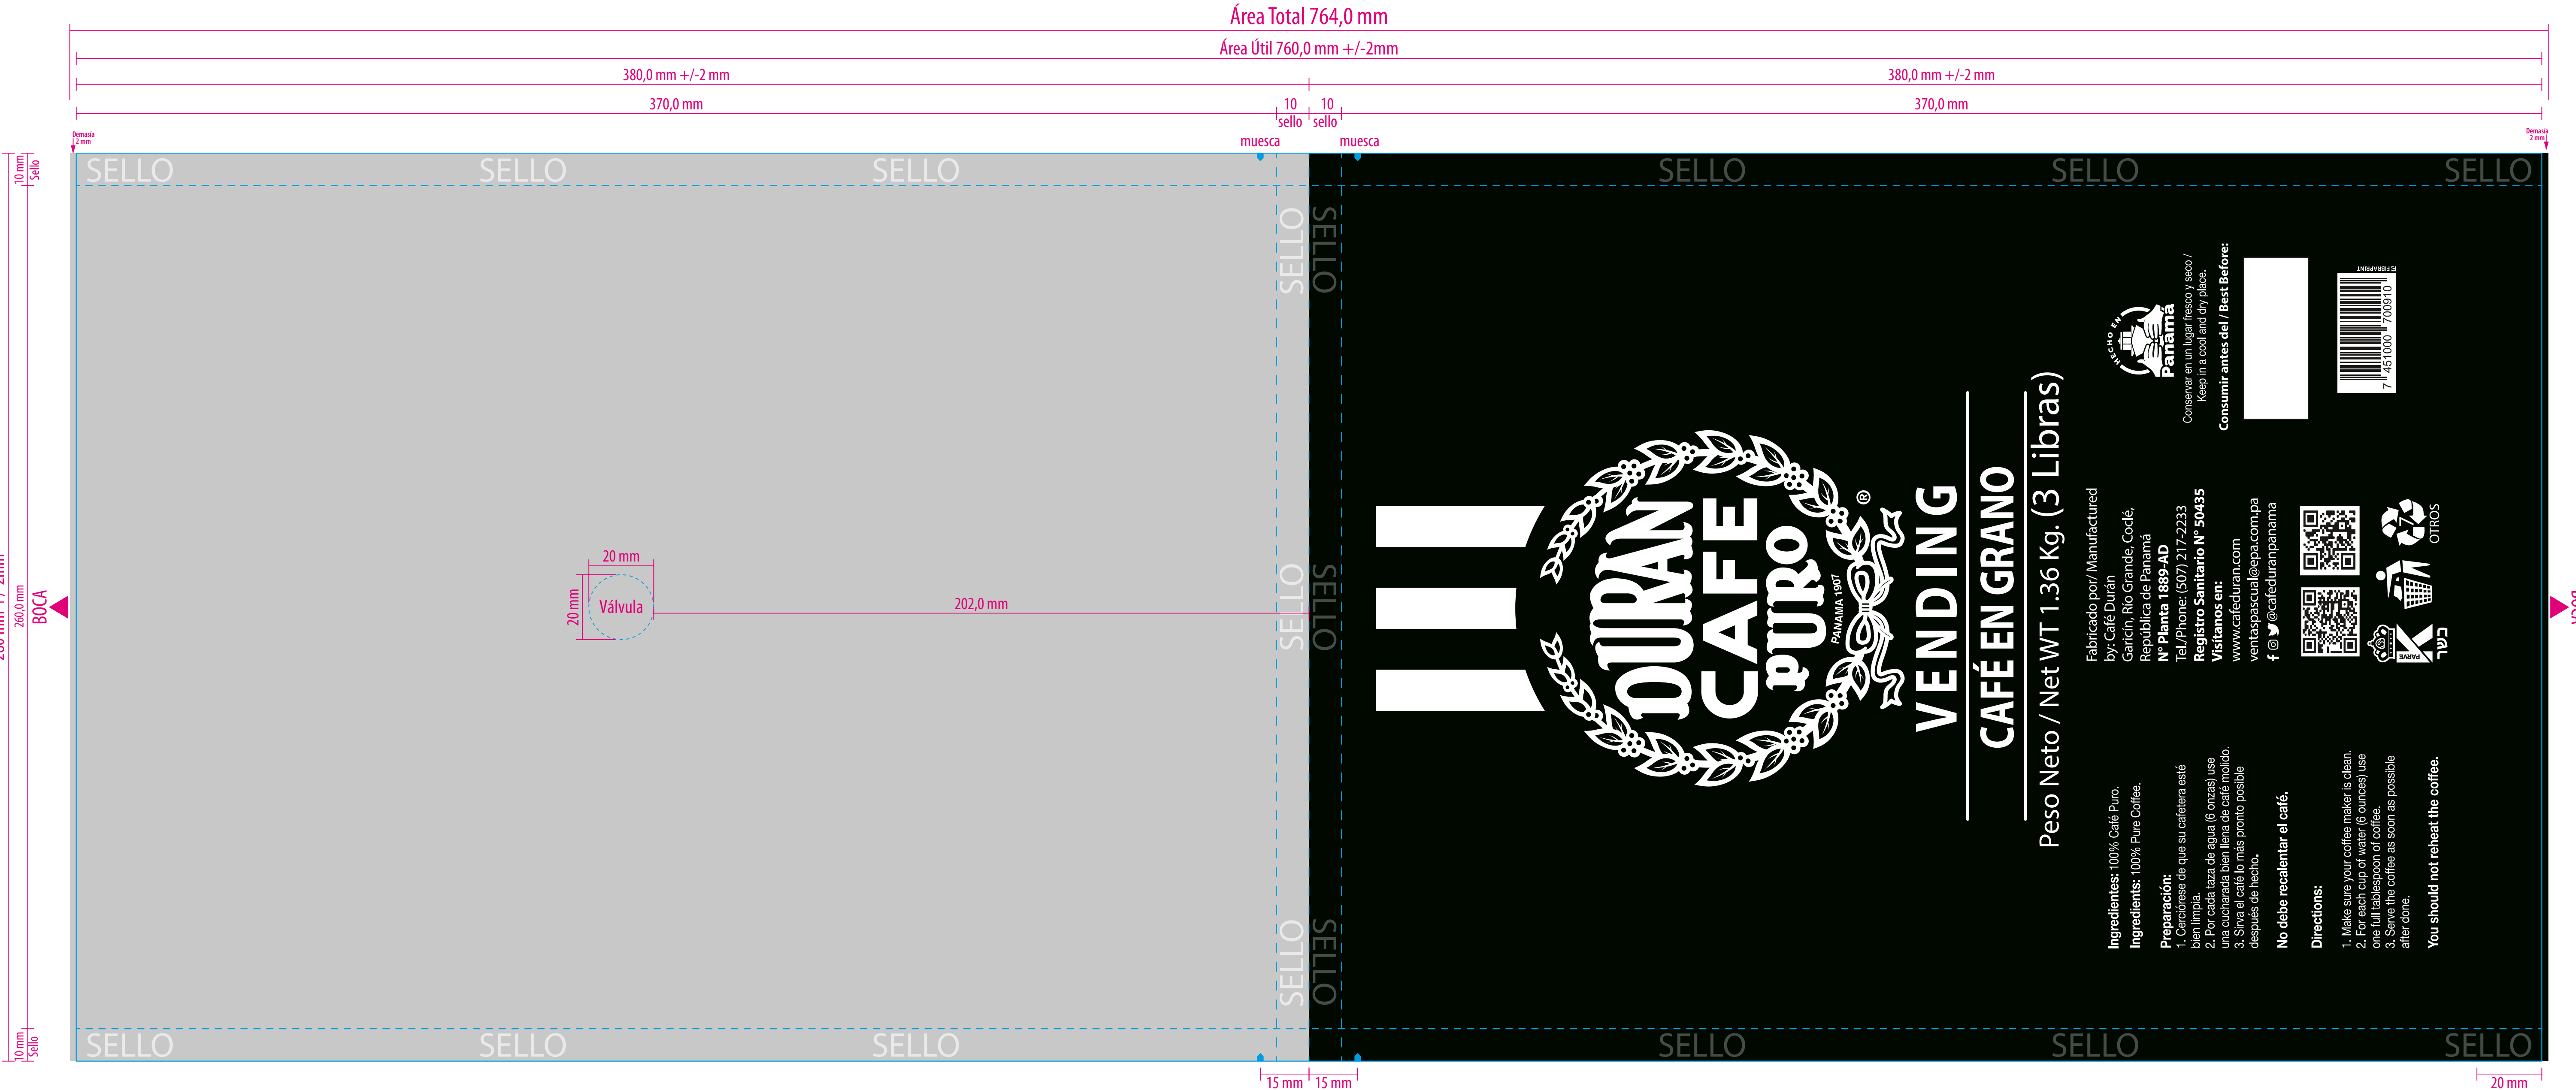 Área Total 764,0 mm
Área Útil 760,0 mm +/-2mm
380,0 mm +/-2 mm
380,0 mm +/-2 mm
370,0 mm
10
10
370,0 mm
sello
sello
Demasia
2 mm
muesca
muesca
Demasia
2 mm
10 mm
Sello
260,0 mm
BOCA
10 mm
Sello
SELLO
SELLO
SELLO
SELLO
SELLO
SELLO
SELLO
SELLO
SELLO
SELLO
SELLO
SELLO
20 mm
20 mm
Válvula
202,0 mm
DURAN
CAFE
PURO
PANAMA 1907
®
VENDING
CAFÉ EN GRANO
Peso Neto / Net WT 1.36 Kg. (3 Libras)
Ingredientes: 100% Café Puro.
Ingredients: 100% Pure Coffee.
Preparación:
1. Cerciórese de que su cafetera esté
bien limpia.
2. Por cada taza de agua (6 onzas) use
una cucharada bien llena de café molido.
3. Sirva el café lo más pronto posible
después de hecho.
No debe recalentar el café.
Directions:
1. Make sure your coffee maker is clean.
2. For each cup of water (6 ounces) use
one full tablespoon of coffee.
3. Serve the coffee as soon as possible
after done.
You should not reheat the coffee.
Fabricado por/ Manufactured
by: Café Durán
Garicín, Río Grande, Coclé,
República de Panamá
N° Planta 1889-AD
Tel./Phone: (507) 217-2233
Registro Sanitario N° 50435
Visítanos en:
www.cafeduran.com
ventaspascual@epa.com.pa
@cafeduranpanama
K
PARVE
כשר
7
OTROS
HECHO EN
Panamá
Conservar en un lugar fresco y seco /
Keep in a cool and dry place.
Consumir antes del / Best Before:
FIBRAPRINT
7 451000 700910
SELLO
SELLO
SELLO
SELLO
SELLO
SELLO
15 mm
15 mm
20 mm